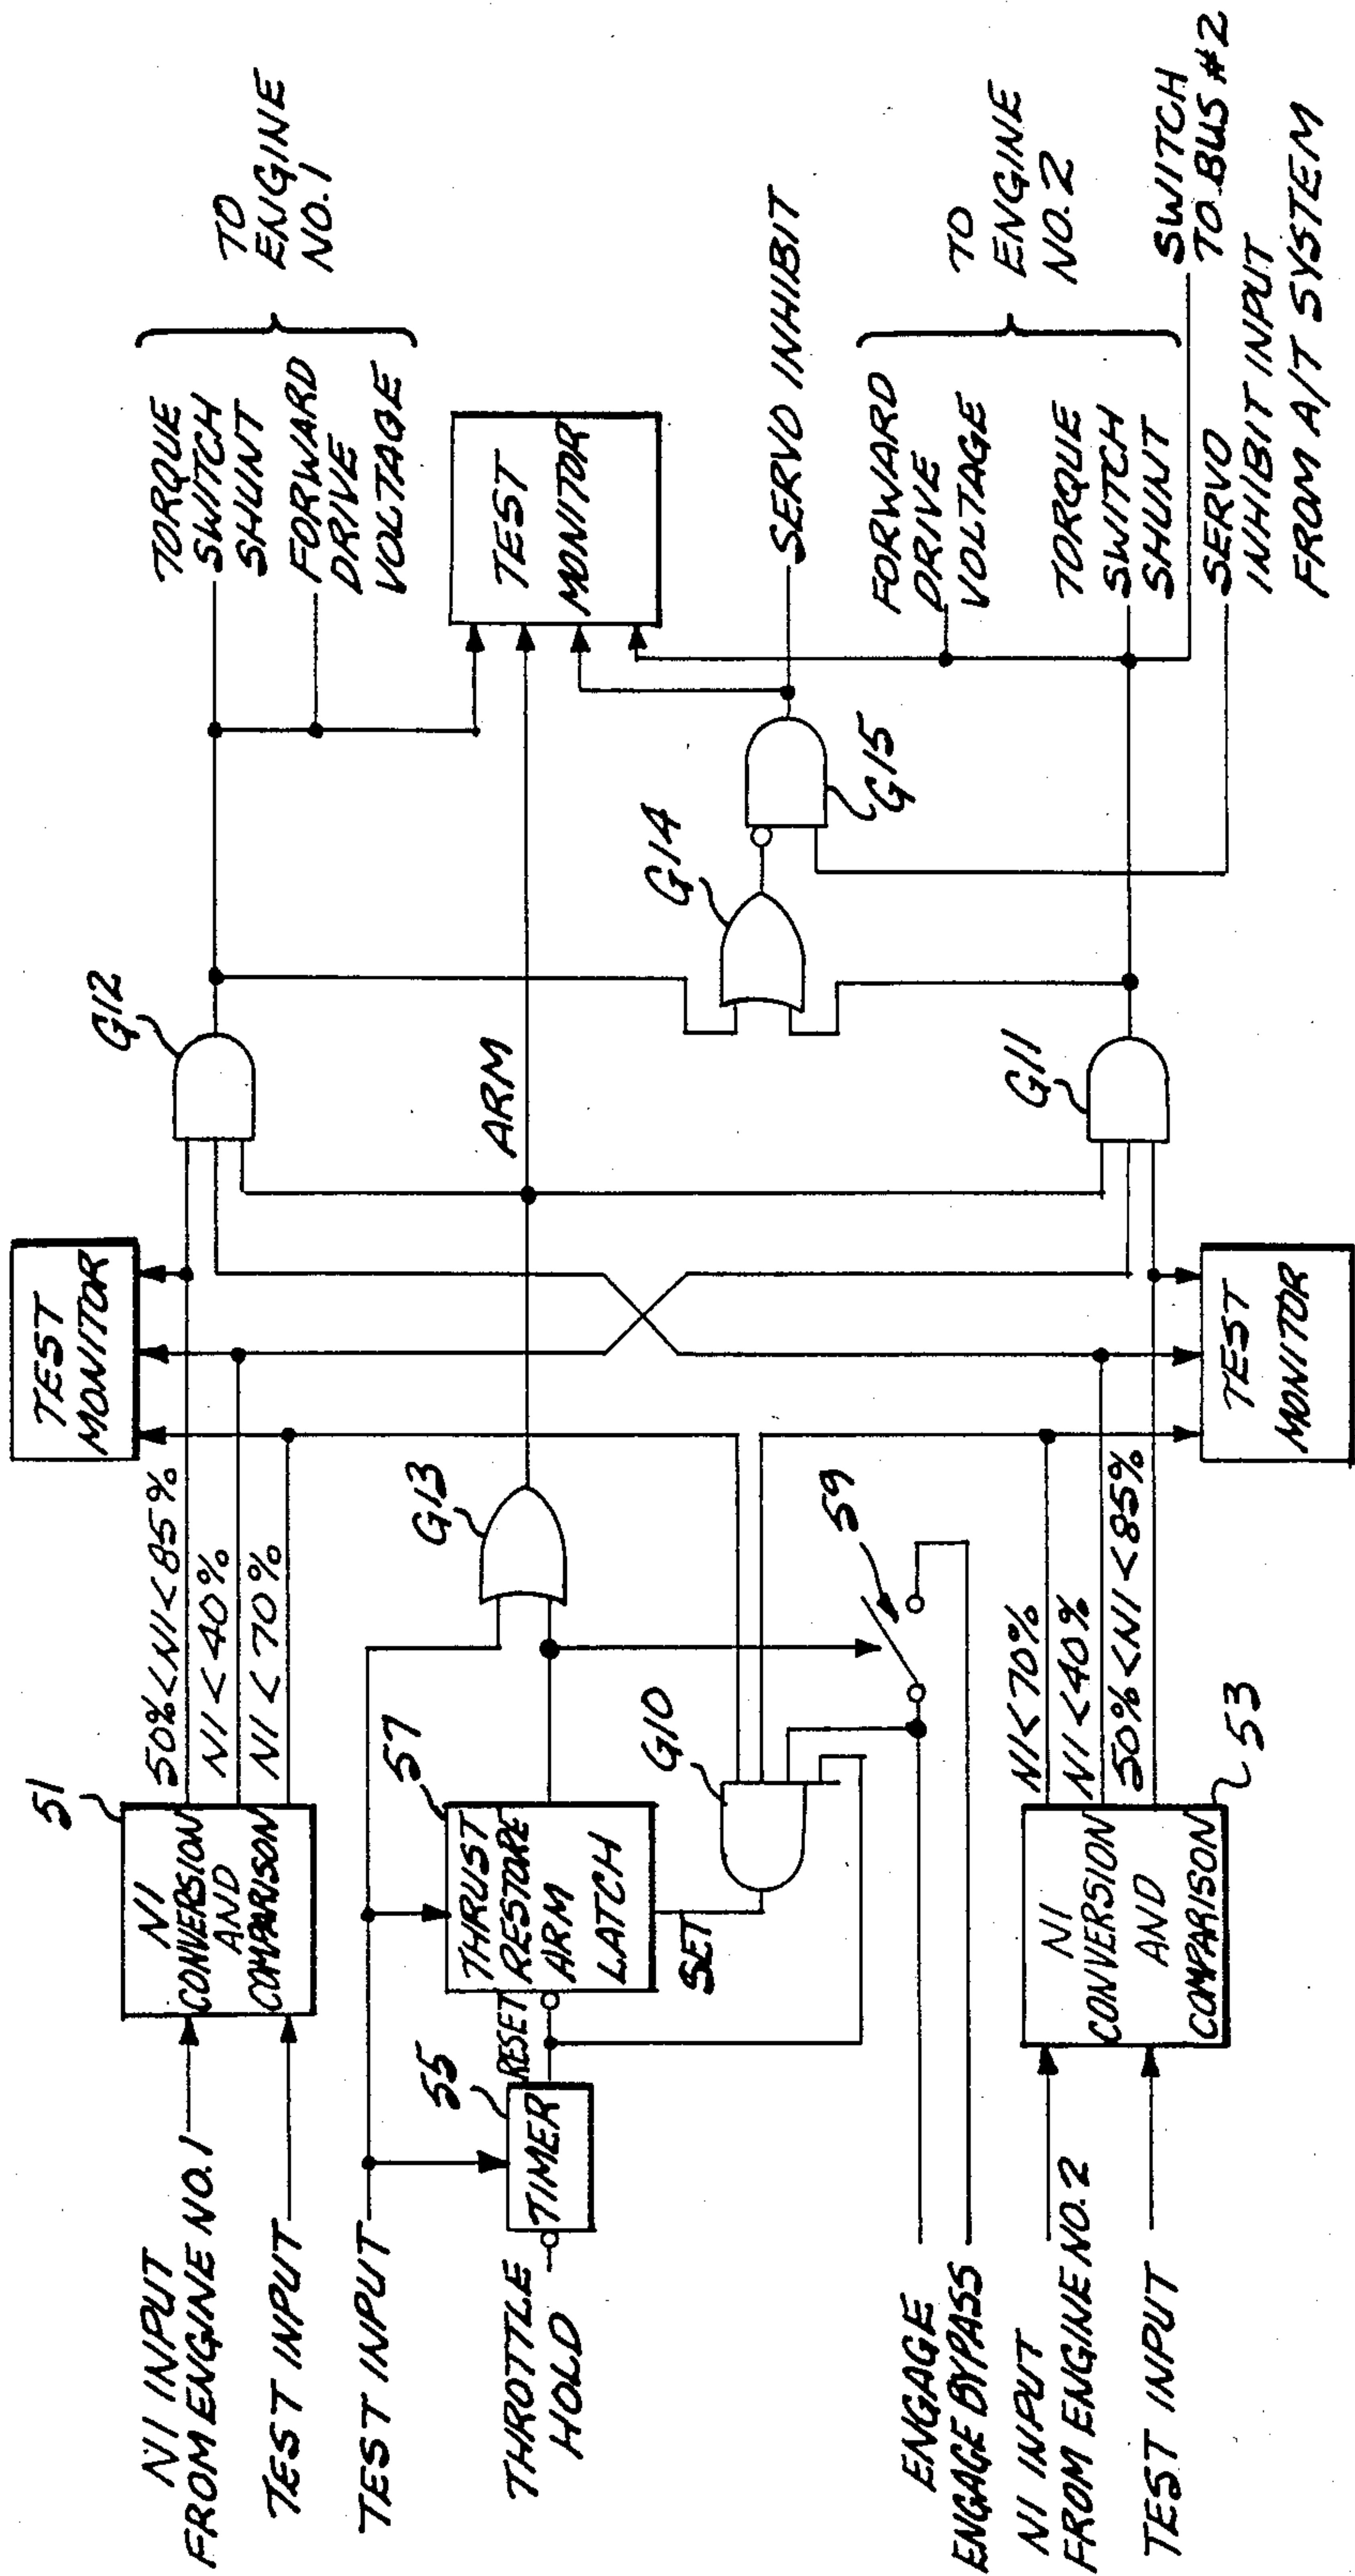 N1 INPUT
FROM ENGINE NO. 1
TEST INPUT
TEST INPUT
THROTTLE
HOLD
ENGAGE
ENGAGE BYPASS
N1 INPUT
FROM ENGINE NO. 2
TEST INPUT
51
N1
CONVERSION
AND
COMPARISON
50%<N1<85%
N1<40%
N1<70%
55
TIMER
RESET
57
THRUST
RESTORE
ARM
LATCH
SET
G10
59
G13
N1
CONVERSION
AND
COMPARISON
53
N1<70%
N1<40%
50%<N1<85%
TEST
MONITOR
TEST
MONITOR
G12
ARM
G11
G14
G15
TEST
MONITOR
TORQUE
SWITCH
SHUNT
FORWARD
DRIVE
VOLTAGE
TO
ENGINE
NO. 1
SERVO INHIBIT
FORWARD
DRIVE
VOLTAGE
TORQUE
SWITCH
SHUNT
TO
ENGINE
NO. 2
SWITCH
TO BUS #2
SERVO
INHIBIT INPUT
FROM A/T SYSTEM